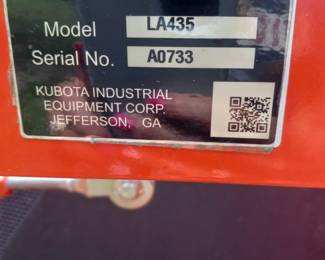 Model LA435
Serial No. A0733
KUBOTA INDUSTRIAL
EQUIPMENT CORP.
JEFFERSON, GA